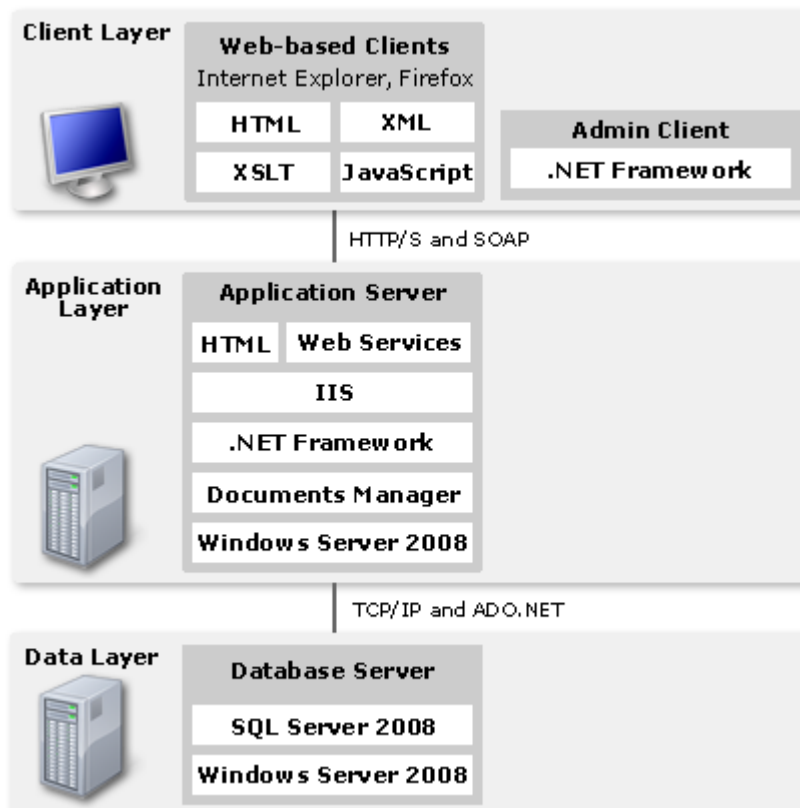 Client Layer
Web-based Clients
Internet Explorer, Firefox
HTML
XML
XSLT
JavaScript
Admin Client
.NET Framework
HTTP/S and SOAP
Application
Layer
Application Server
HTML
Web Services
IIS
.NET Framework
Documents Manager
Windows Server 2008
TCP/IP and ADO.NET
Data Layer
Database Server
SQL Server 2008
Windows Server 2008